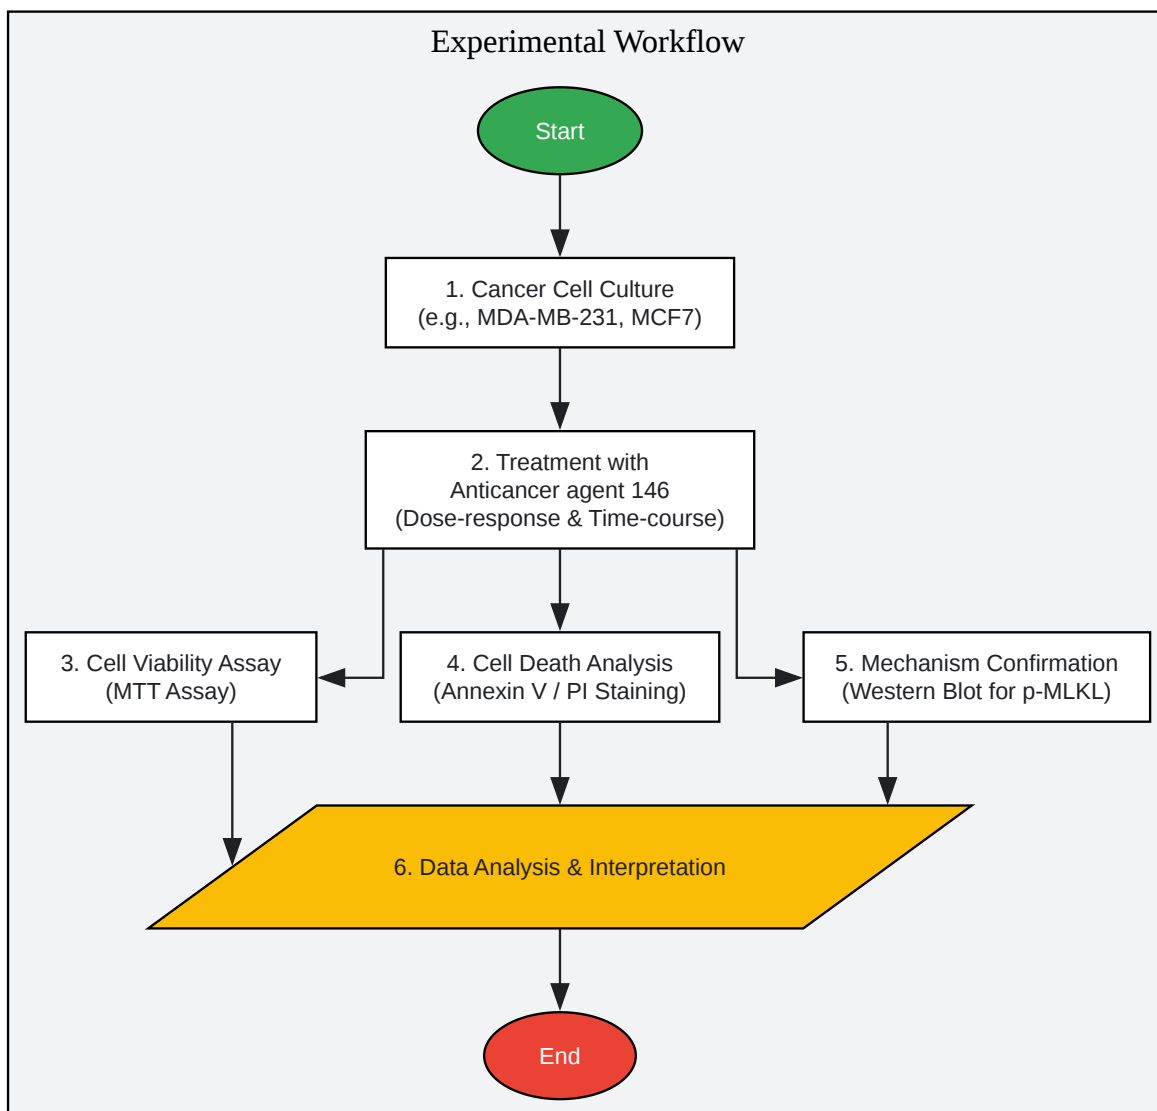 Experimental Workflow
Start
1. Cancer Cell Culture
(e.g., MDA-MB-231, MCF7)
2. Treatment with
Anticancer agent 146
(Dose-response & Time-course)
3. Cell Viability Assay
(MTT Assay)
4. Cell Death Analysis
(Annexin V / PI Staining)
5. Mechanism Confirmation
(Western Blot for p-MLKL)
6. Data Analysis & Interpretation
End